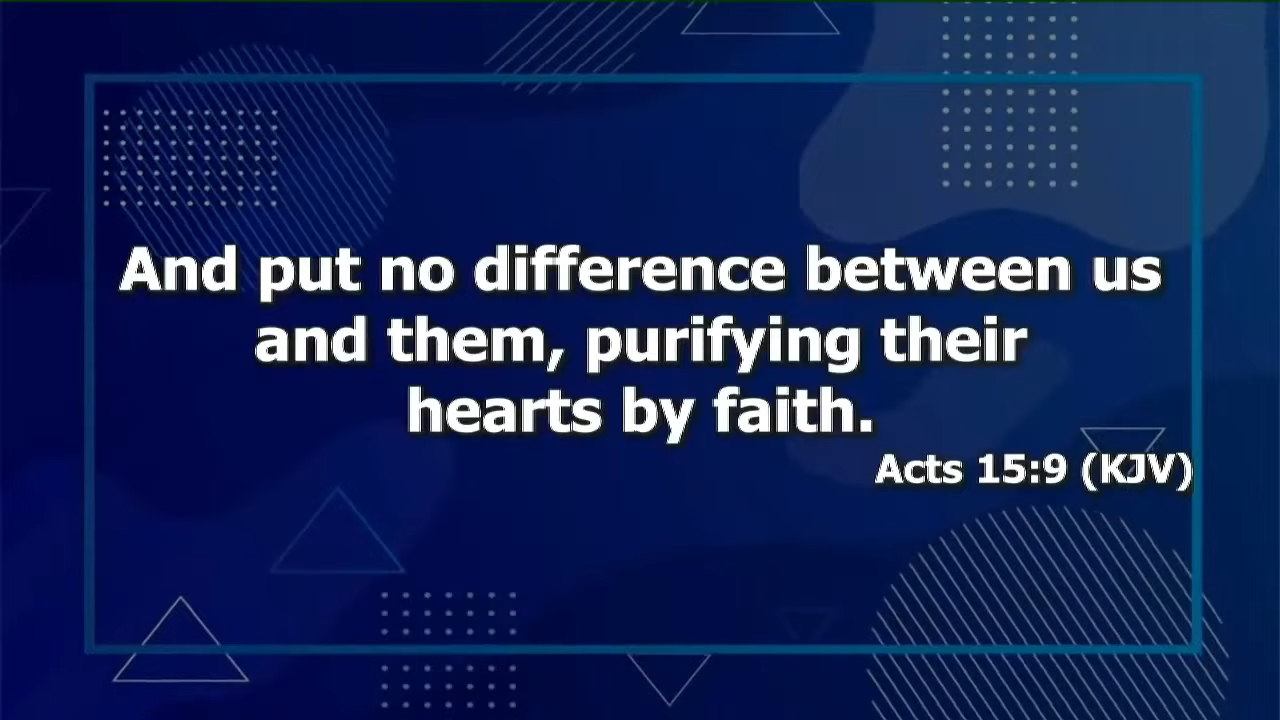 And put no difference between us
and them, purifying their
hearts by faith.
Acts 15:9 (KJV)